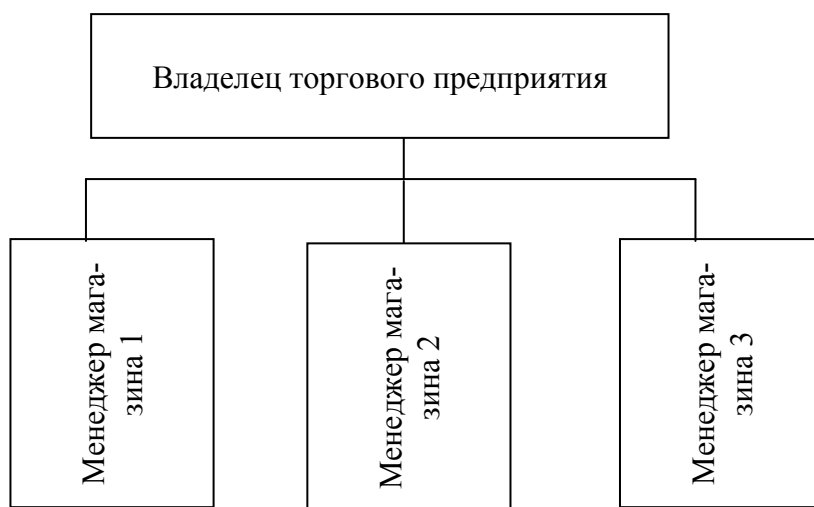 Владелец торгового предприятия
Менеджер мага-
зина 1
Менеджер мага-
зина 2
Менеджер мага-
зина 3